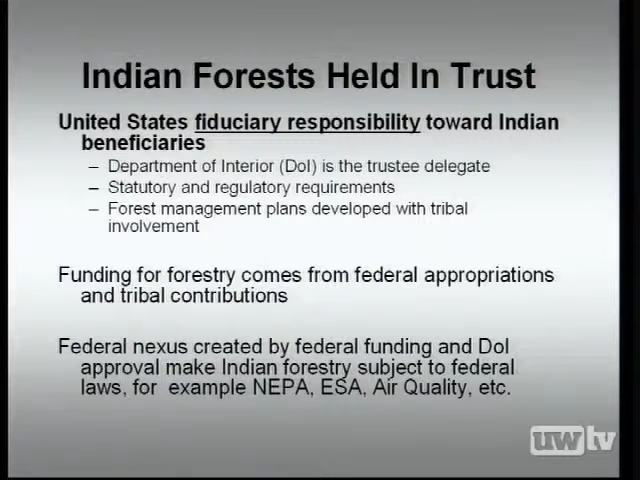 Indian Forests Held In Trust
United States fiduciary responsibility toward Indian
beneficiaries
– Department of Interior (DoI) is the trustee delegate
– Statutory and regulatory requirements
– Forest management plans developed with tribal
involvement
Funding for forestry comes from federal appropriations
and tribal contributions
Federal nexus created by federal funding and DoI
approval make Indian forestry subject to federal
laws, for example NEPA, ESA, Air Quality, etc.
uwtv